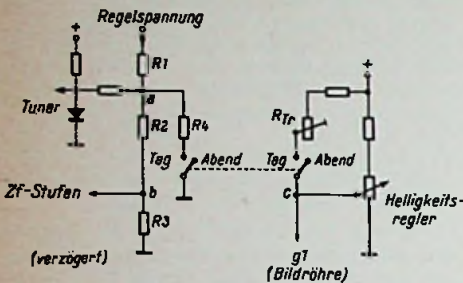 Regelspannung
+
R1
+
Tuner
a
R2
R4
RTr
Tag
Abend
Tag
Abend
Zf-Stufen
b
c
Helligkeits-
regler
R3
(verzögert)
g1
(Bildröhre)